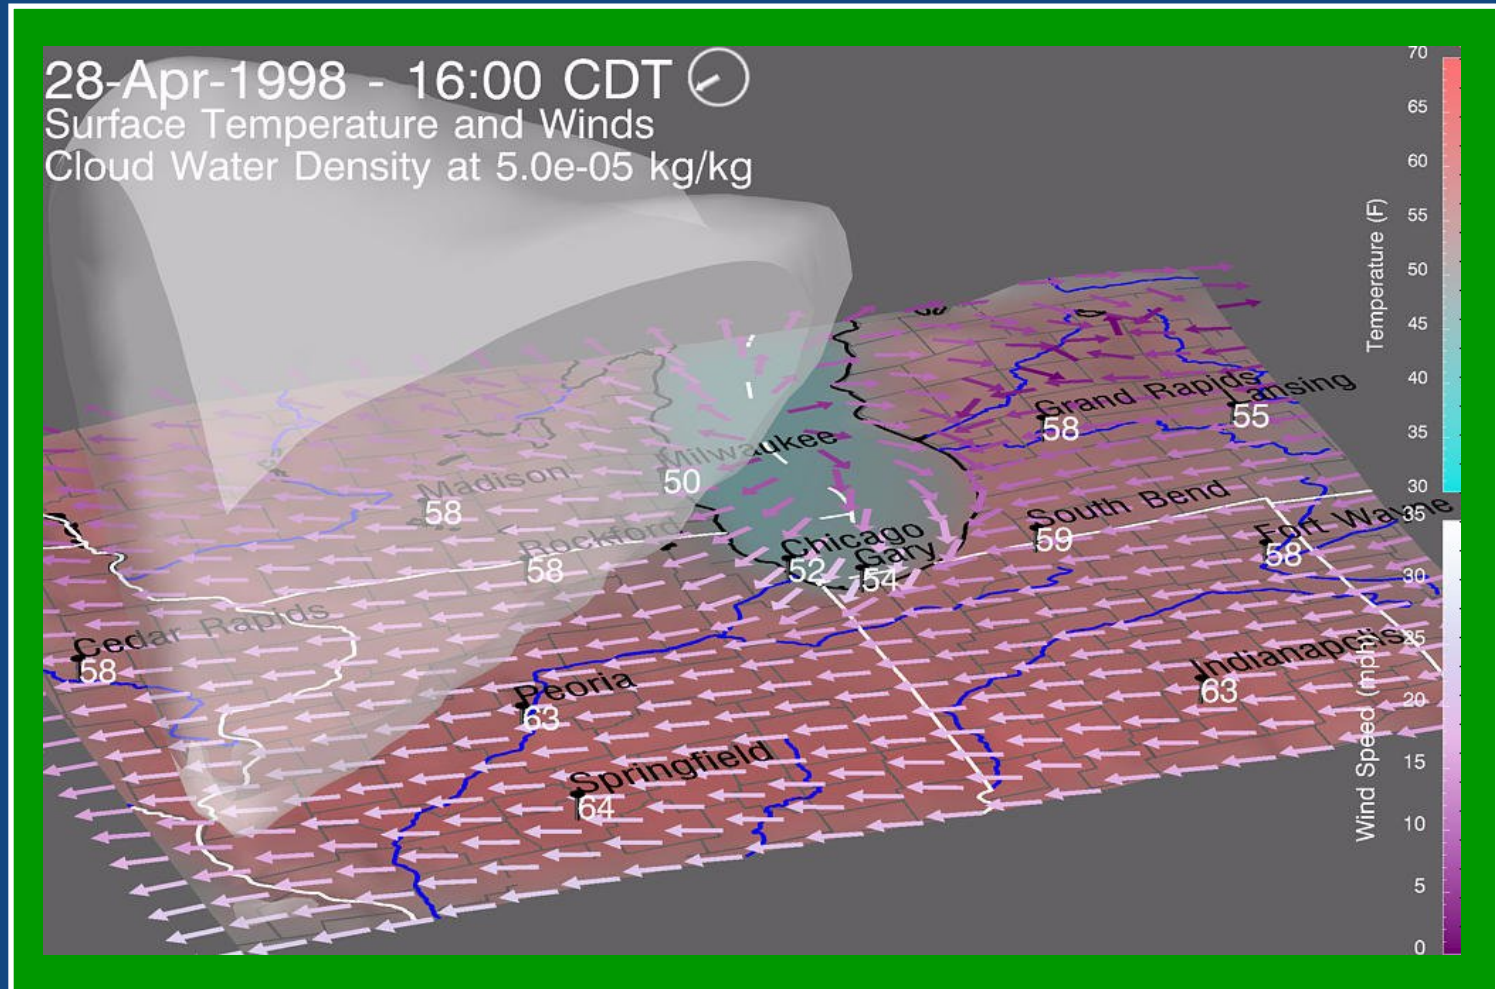 28-Apr-1998 - 16:00 CDT
Surface Temperature and Winds
Cloud Water Density at 5.0e-05 kg/kg
70
65
60
55
50
45
40
35
30
Temperature (F)
35
30
25
20
15
10
5
0
Wind Speed (mph)
Grand Rapids
58
Lansing
55
Milwaukee
50
Madison
58
South Bend
59
Fort Wayne
58
Rockford
58
Chicago
52
Gary
54
Cedar Rapids
58
Peoria
63
Indianapolis
63
Springfield
64